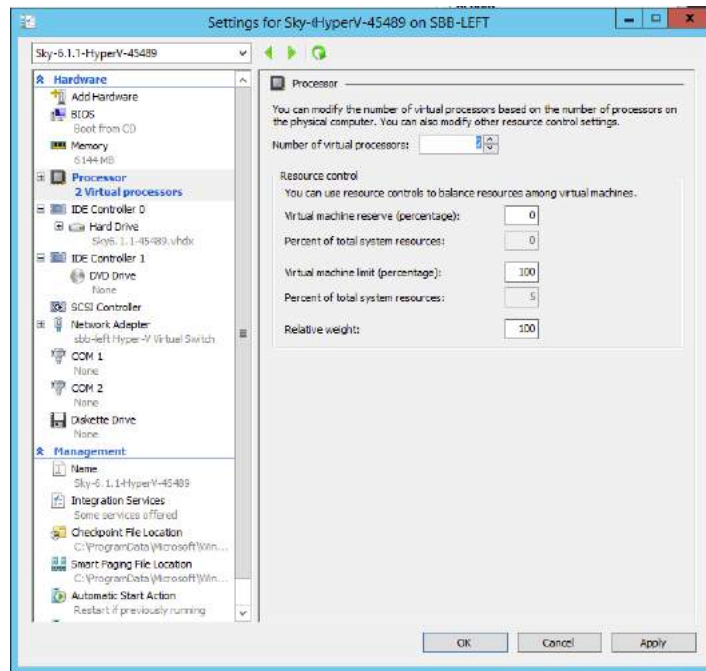 Settings for Sky-(HyperV-45489 on SBB-LEFT
Sky-6.1.1-HyperV-45489
Hardware
Add Hardware
BIOS
Boot from CD
Memory
6144 MB
Processor
2 Virtual processors
IDE Controller 0
Hard Drive
Sky6.1.1-45489.vhdx
IDE Controller 1
DVD Drive
None
SCSI Controller
Network Adapter
sbb-left Hyper-V Virtual Switch
COM 1
None
COM 2
None
Diskette Drive
None
Management
Name
Sky-6.1.1-HyperV-45489
Integration Services
Some services offered
Checkpoint File Location
C:\ProgramData\Microsoft\Win...
Smart Paging File Location
C:\ProgramData\Microsoft\Win...
Automatic Start Action
Restart if previously running
Processor
You can modify the number of virtual processors based on the number of processors on
the physical computer. You can also modify other resource control settings.
Number of virtual processors: 2
Resource control
You can use resource controls to balance resources among virtual machines.
Virtual machine reserve (percentage): 0
Percent of total system resources: 0
Virtual machine limit (percentage): 100
Percent of total system resources: 5
Relative weight: 100
OK Cancel Apply